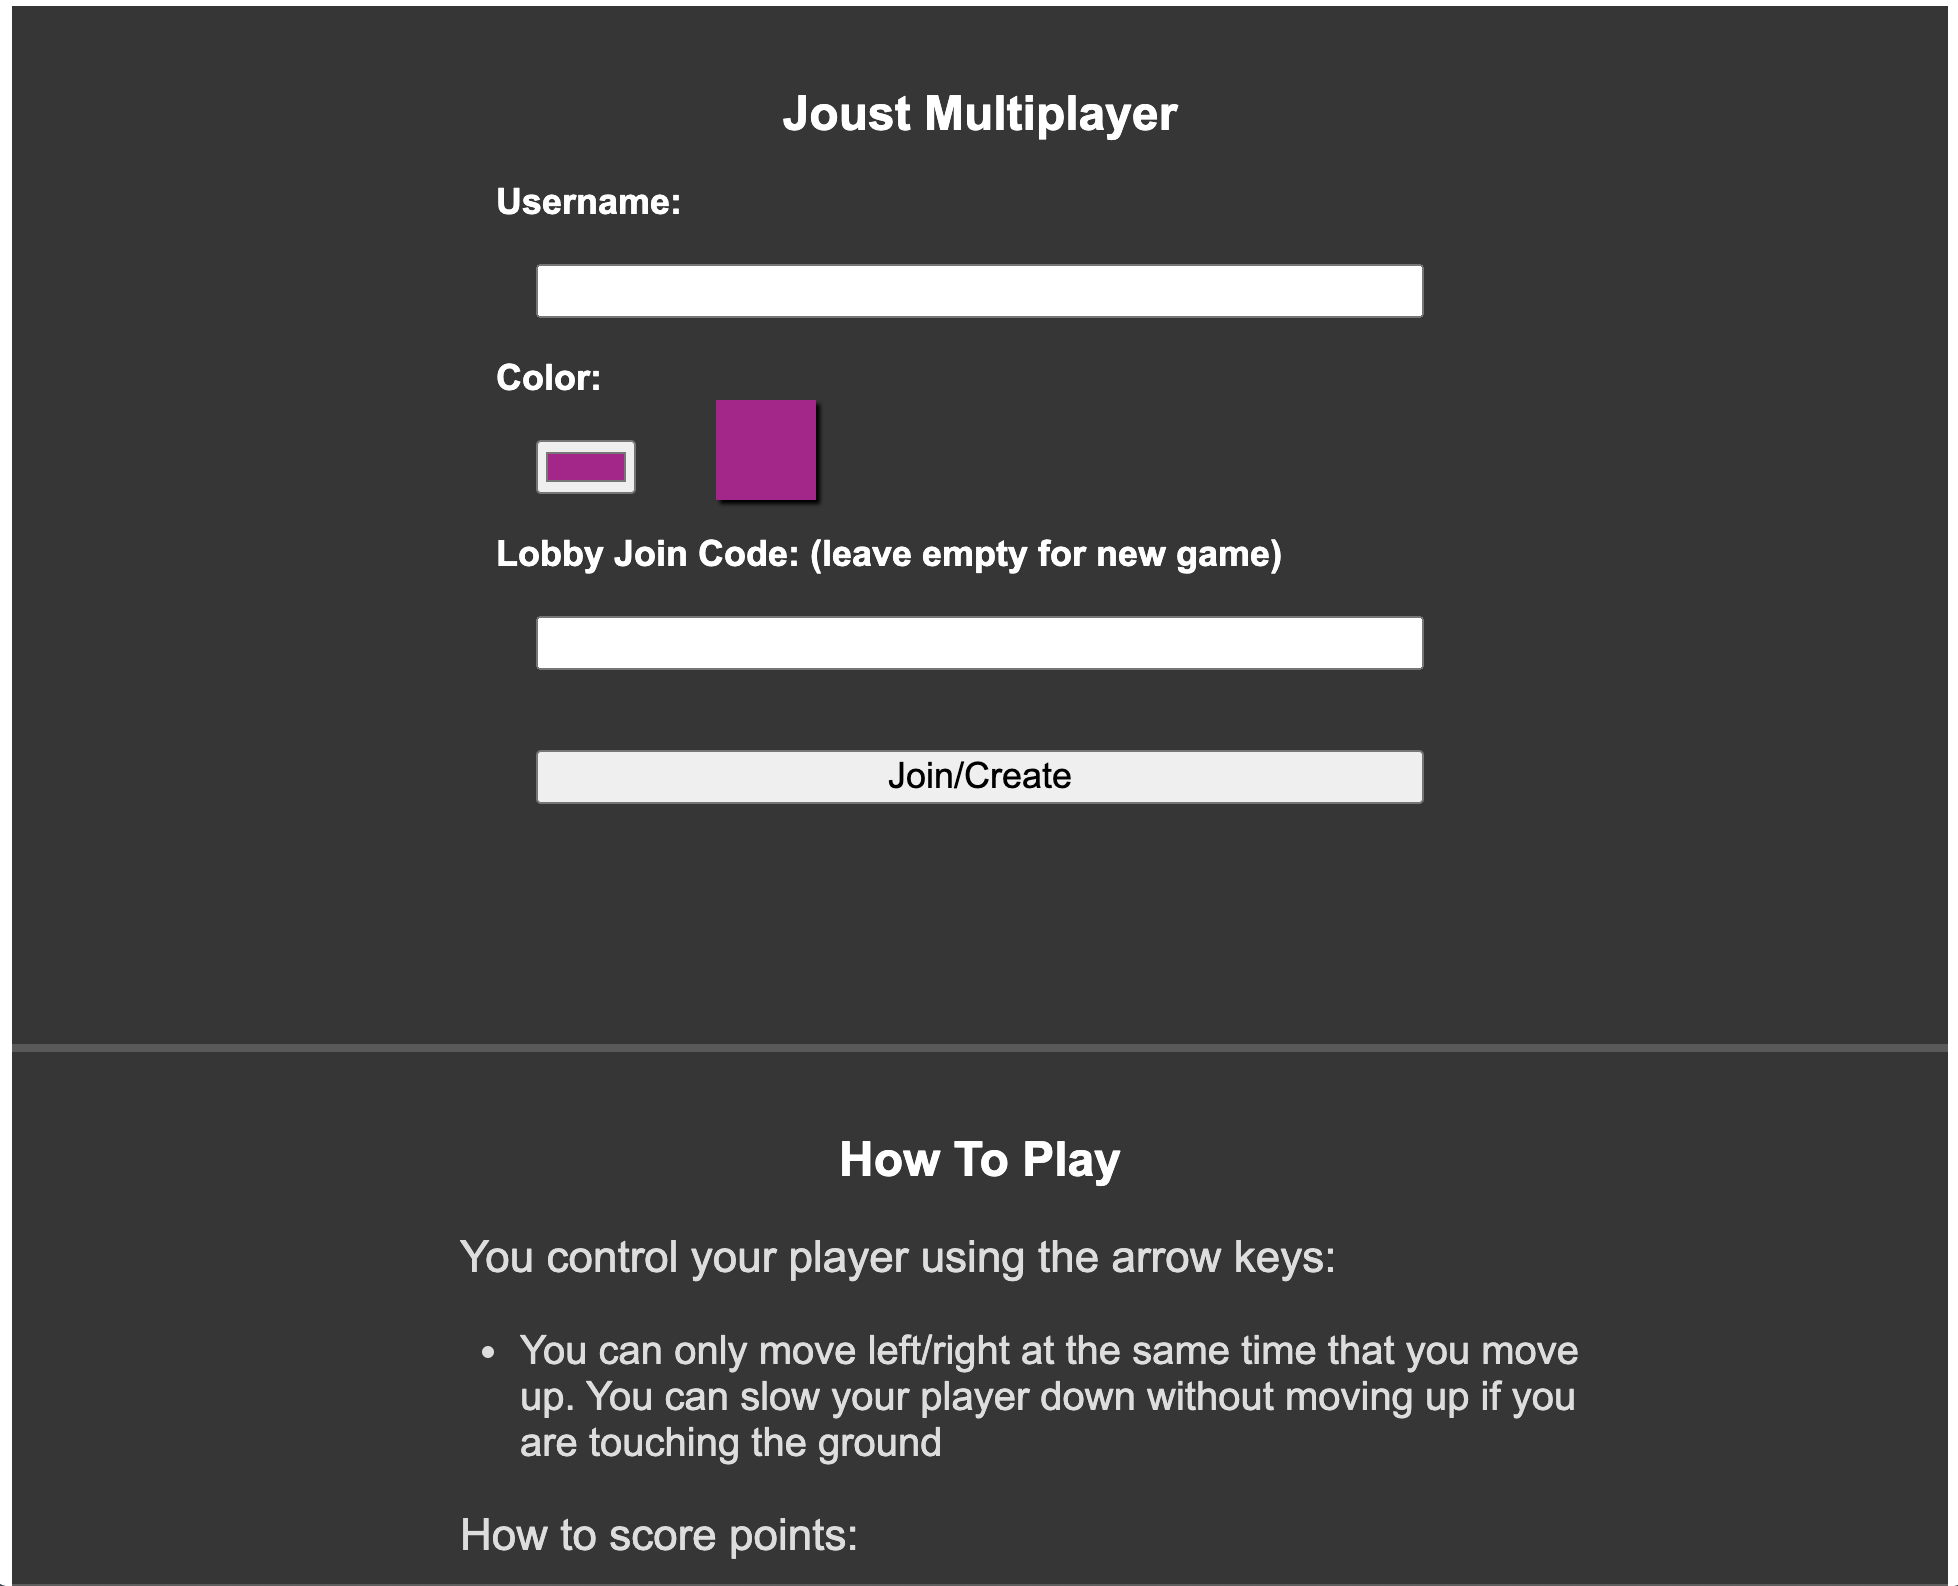 Joust Multiplayer
Username:
Color:
Lobby Join Code: (leave empty for new game)
Join/Create
How To Play
You control your player using the arrow keys:
• You can only move left/right at the same time that you move
up. You can slow your player down without moving up if you
are touching the ground
How to score points: